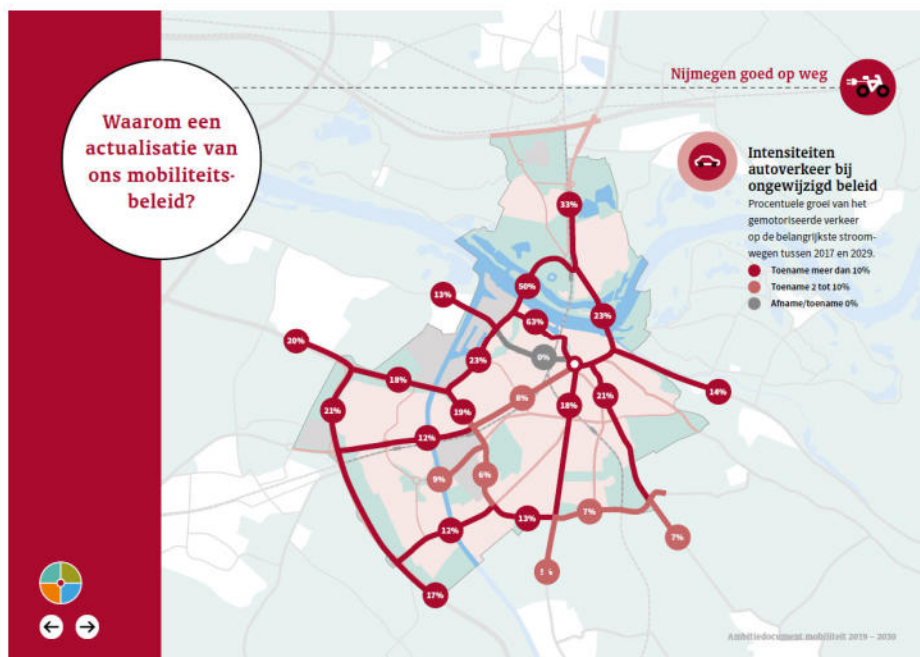 Nijmegen goed op weg
Waarom een
actualisatie van
ons mobiliteits-
beleid?
Intensiteiten
autoverkeer bij
ongewijzigd beleid
Procentuele groei van het
gemotoriseerde verkeer
op de belangrijkste stroom-
wegen tussen 2017 en 2029.
Toename meer dan 10%
Toename 2 tot 10%
Afname/toename 0%
33%
50%
13%
63%
23%
20%
23%
0%
18%
14%
8%
21%
19%
18%
21%
12%
9%
6%
13%
7%
12%
7%
17%
Ambitiedocument mobiliteit 2019 – 2030